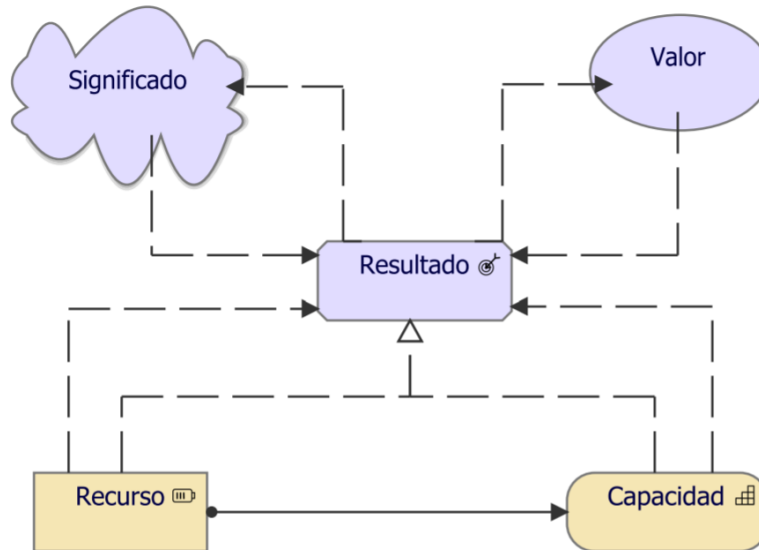 Significado
Valor
Resultado
Recurso
Capacidad